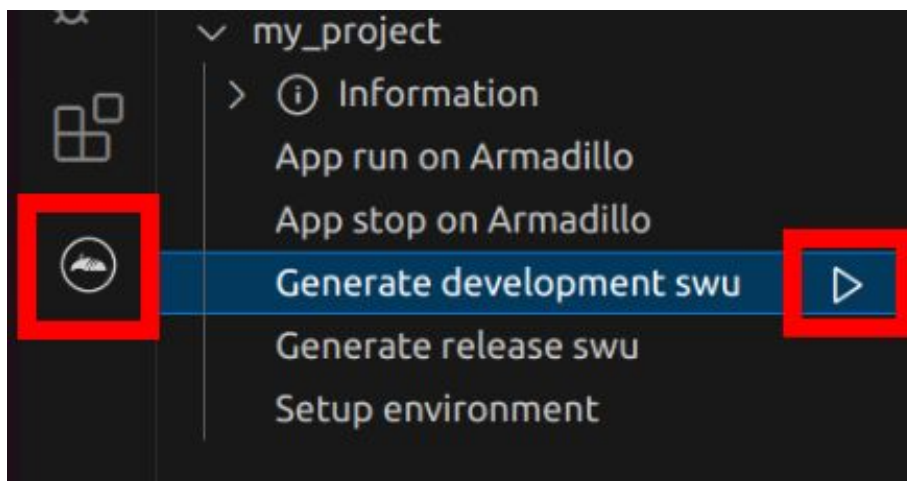 my_project
Information
App run on Armadillo
App stop on Armadillo
Generate development swu
Generate release swu
Setup environment